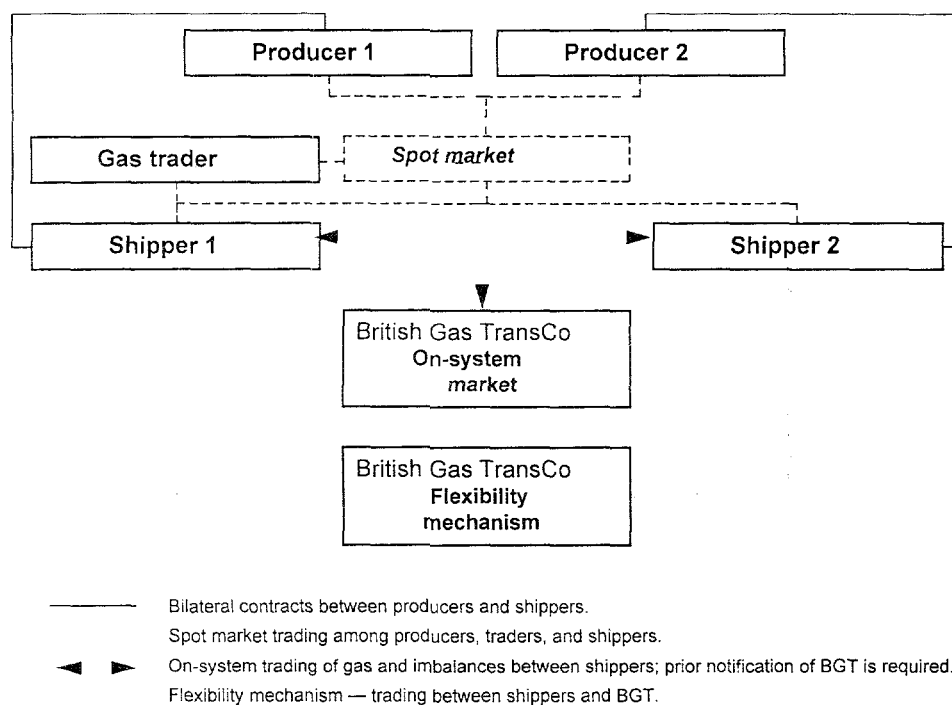 Producer 1
Producer 2
Gas trader
Spot market
Shipper 1
Shipper 2
British Gas TransCo
On-system
market
British Gas TransCo
Flexibility
mechanism
Bilateral contracts between producers and shippers.
Spot market trading among producers, traders, and shippers.
On-system trading of gas and imbalances between shippers; prior notification of BGT is required.
Flexibility mechanism — trading between shippers and BGT.